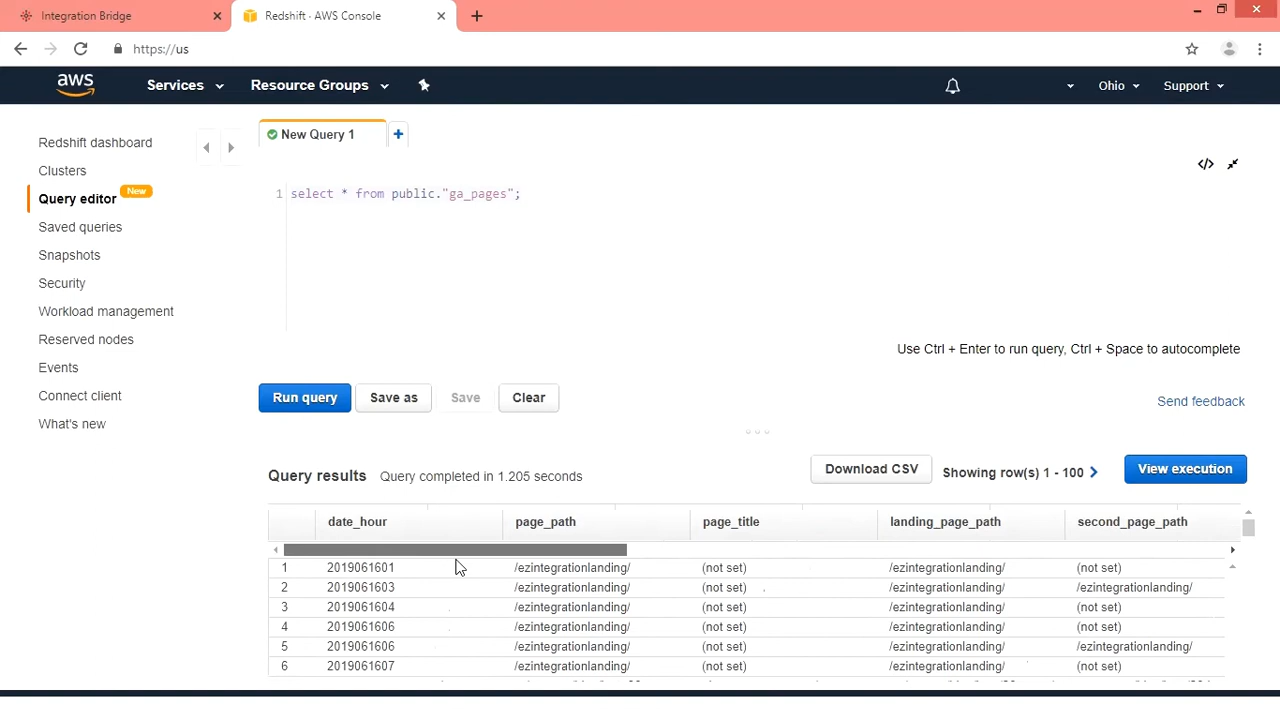 Integration Bridge
Redshift · AWS Console
https://us
aws
Services
Resource Groups
Ohio
Support
Redshift dashboard
Clusters
Query editor
New
Saved queries
Snapshots
Security
Workload management
Reserved nodes
Events
Connect client
What's new
New Query 1
1 select * from public."ga_pages";
Use Ctrl + Enter to run query, Ctrl + Space to autocomplete
Run query
Save as
Save
Clear
Send feedback
Query results
Query completed in 1.205 seconds
Download CSV
Showing row(s) 1 - 100
View execution
date_hour page_path page_title landing_page_path second_page_path
1 2019061601 /ezintegrationlanding/ (not set) /ezintegrationlanding/ (not set)
2 2019061603 /ezintegrationlanding/ (not set) /ezintegrationlanding/ /ezintegrationlanding/
3 2019061604 /ezintegrationlanding/ (not set) /ezintegrationlanding/ (not set)
4 2019061606 /ezintegrationlanding/ (not set) /ezintegrationlanding/ (not set)
5 2019061606 /ezintegrationlanding/ (not set) /ezintegrationlanding/ /ezintegrationlanding/
6 2019061607 /ezintegrationlanding/ (not set) /ezintegrationlanding/ (not set)